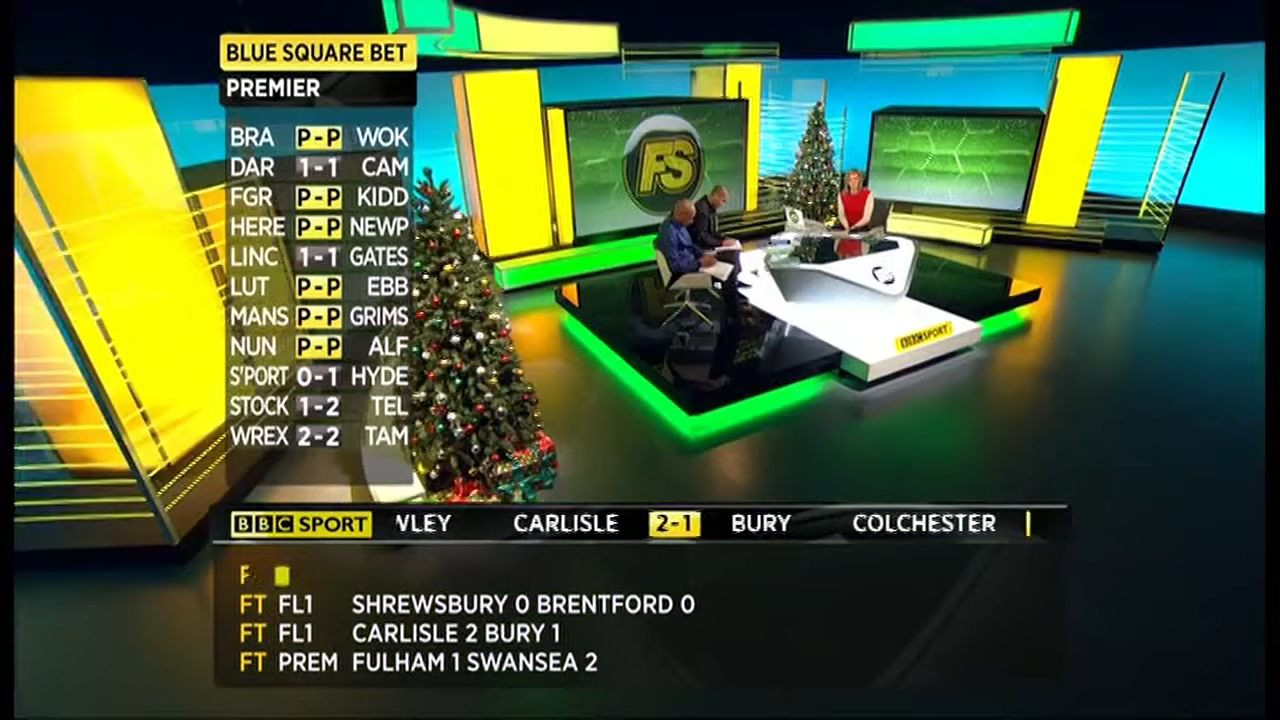 BLUE SQUARE BET
PREMIER
BRA P-P WOK
DAR 1-1 CAM
FGR P-P KIDD
HERE P-P NEWP
LINC 1-1 GATES
LUT P-P EBB
MANS P-P GRIMS
NUN P-P ALF
S'PORT 0-1 HYDE
STOCK 1-2 TEL
WREX 2-2 TAM
FS
BBC SPORT
BBC SPORT VLEY CARLISLE 2-1 BURY COLCHESTER
F
FT FL1 SHREWSBURY 0 BRENTFORD 0
FT FL1 CARLISLE 2 BURY 1
FT PREM FULHAM 1 SWANSEA 2